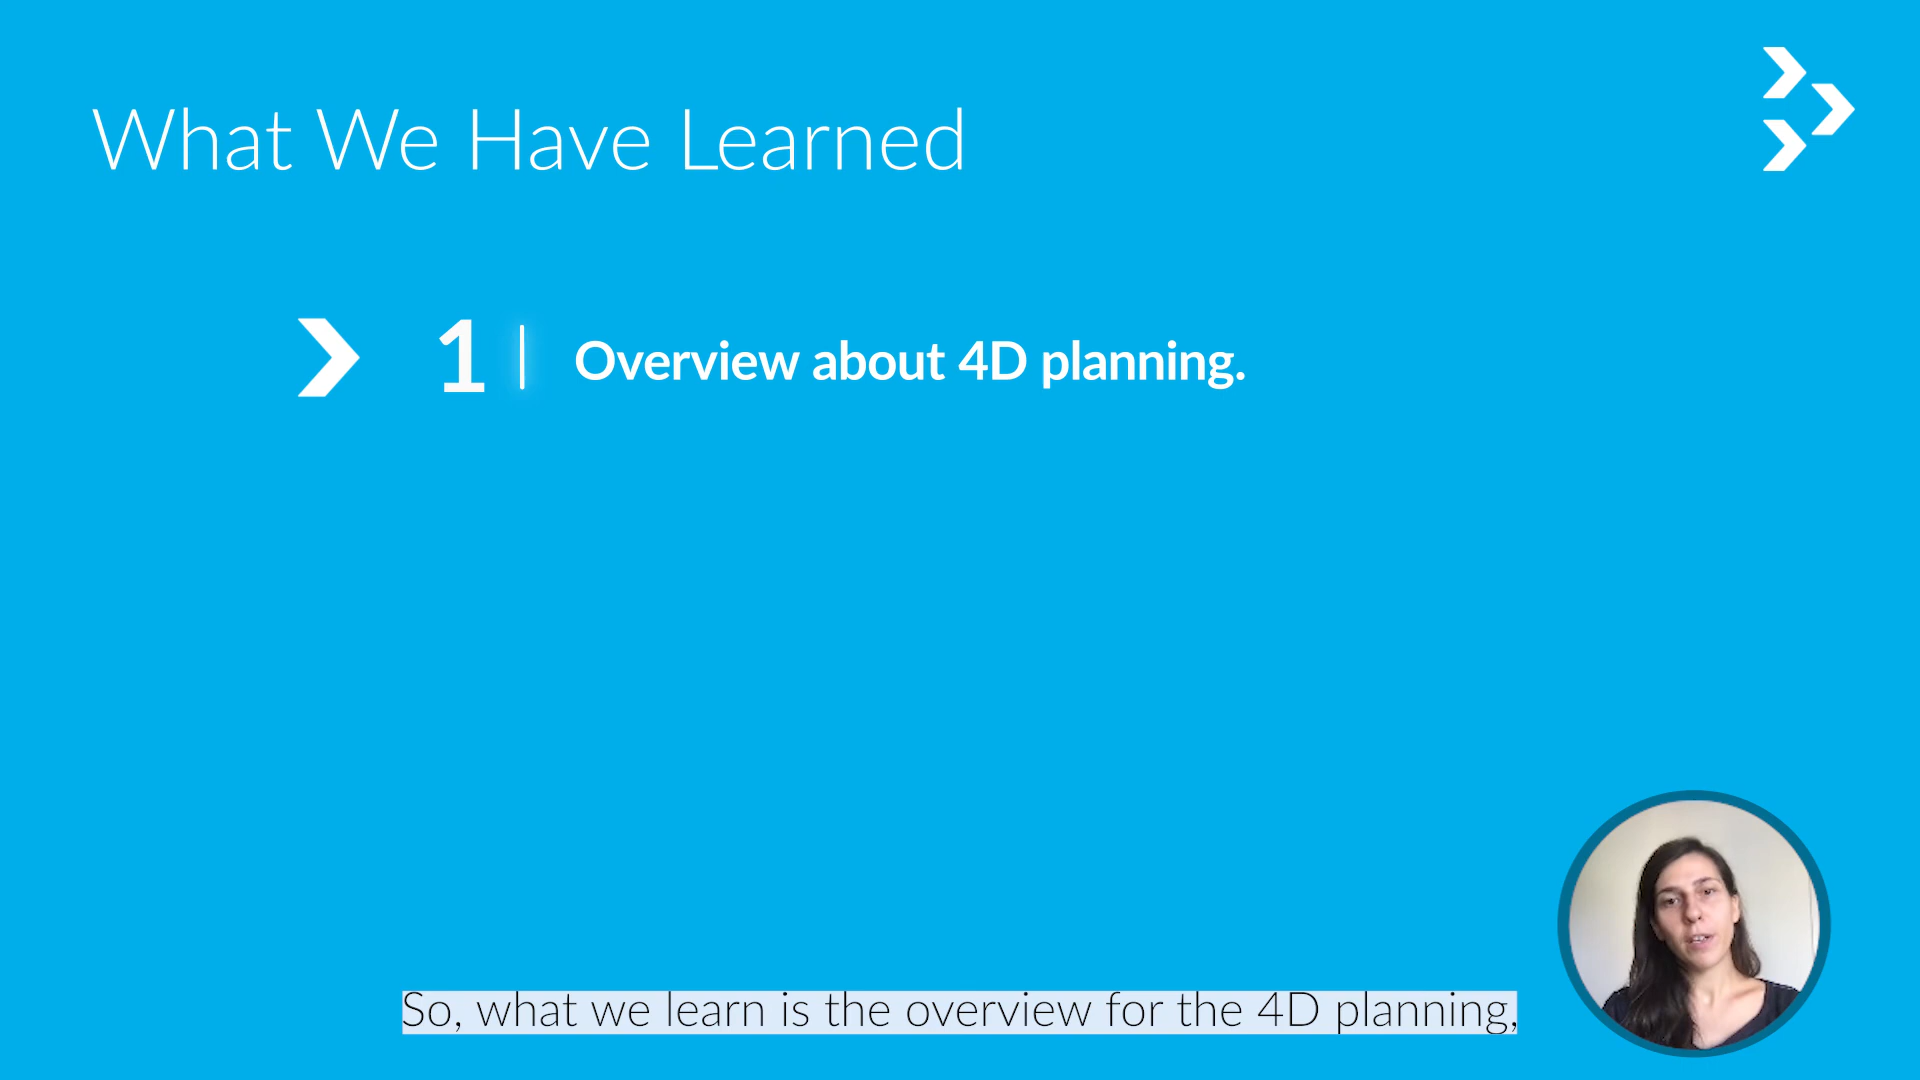 What We Have Learned
1 | Overview about 4D planning.
So, what we learn is the overview for the 4D planning,